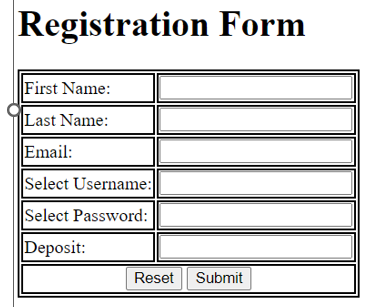 Registration Form
First Name:
Last Name:
Email:
Select Username:
Select Password:
Deposit:
Reset Submit